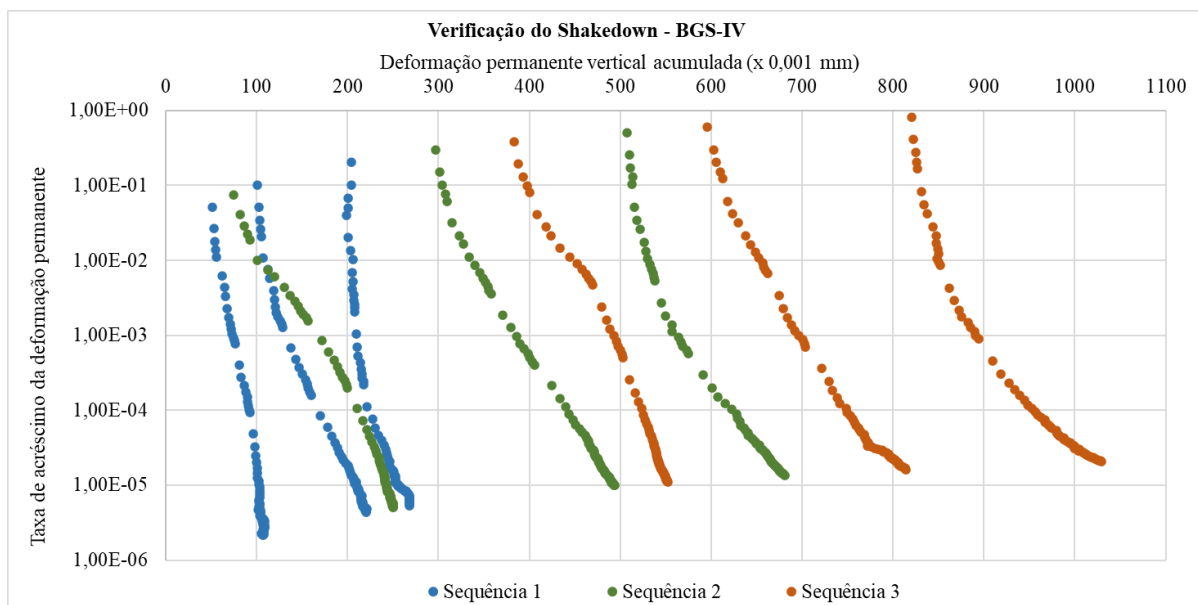 Verificação do Shakedown - BGS-IV
Deformação permanente vertical acumulada (x 0,001 mm)
0 100 200 300 400 500 600 700 800 900 1000 1100
Taxa de acréscimo da deformação permanente
1,00E+00
1,00E-01
1,00E-02
1,00E-03
1,00E-04
1,00E-05
1,00E-06
Sequência 1 Sequência 2 Sequência 3